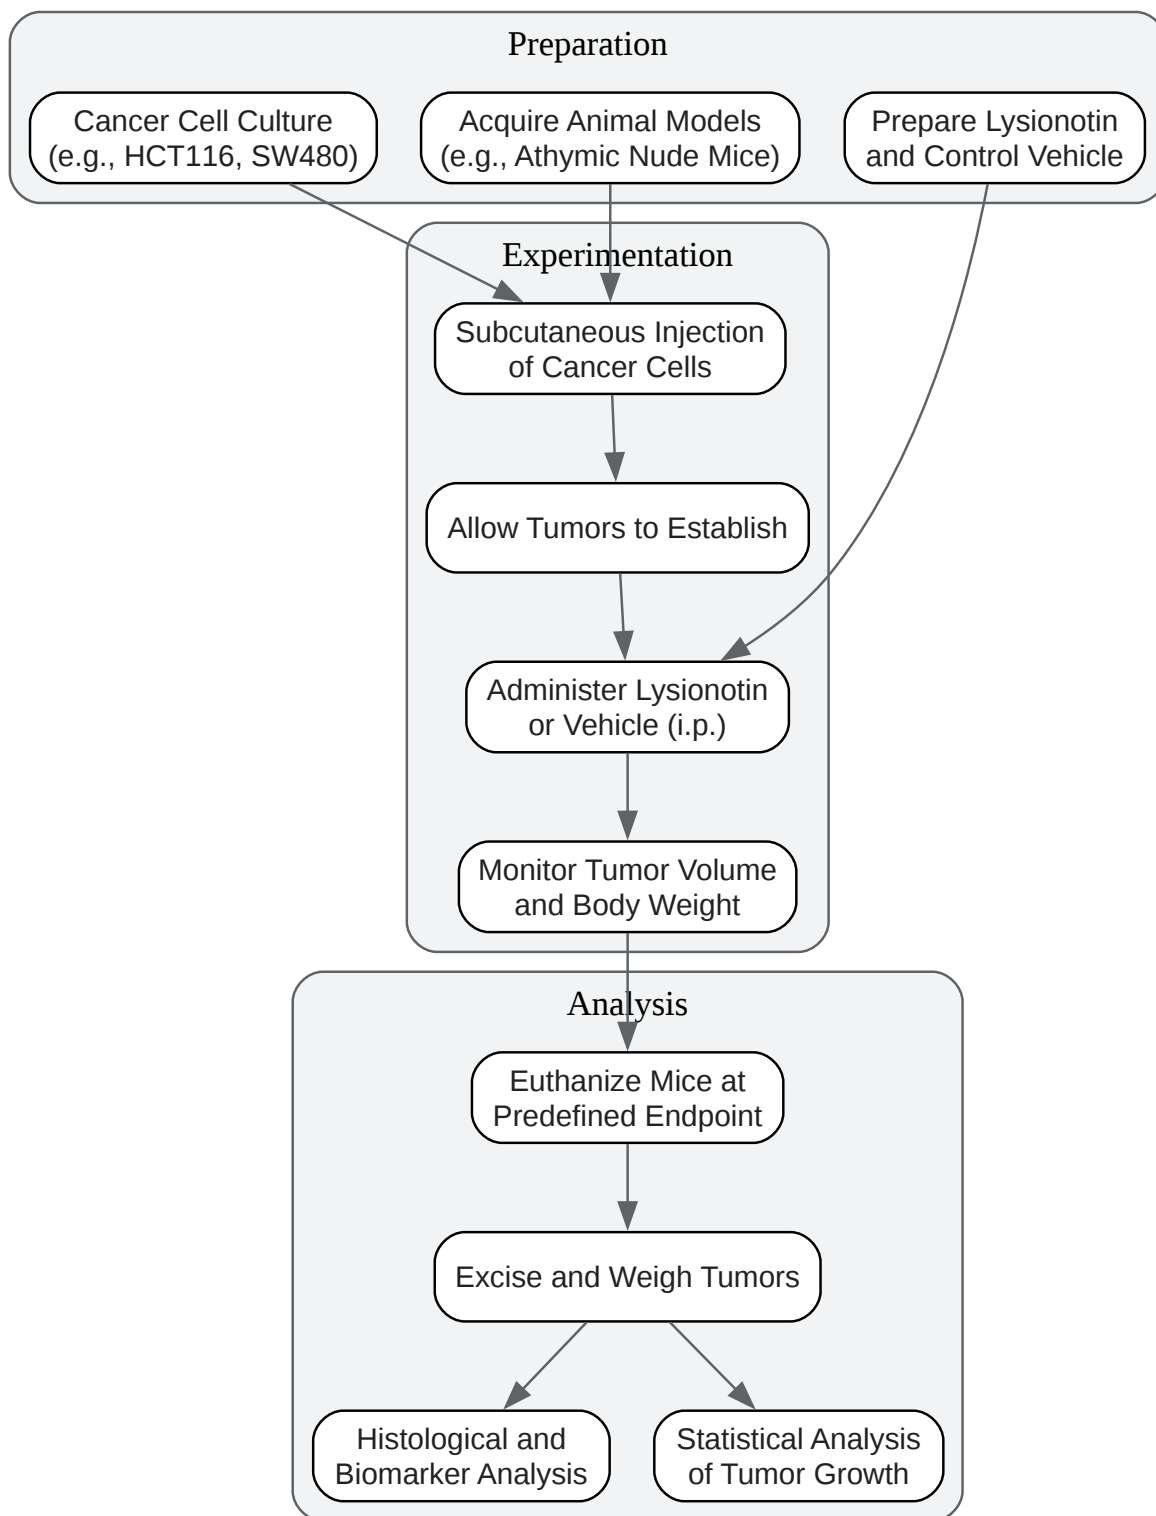 Preparation
Cancer Cell Culture
(e.g., HCT116, SW480)
Acquire Animal Models
(e.g., Athymic Nude Mice)
Prepare Lysionotin
and Control Vehicle
Experimentation
Subcutaneous Injection
of Cancer Cells
Allow Tumors to Establish
Administer Lysionotin
or Vehicle (i.p.)
Monitor Tumor Volume
and Body Weight
Analysis
Euthanize Mice at
Predefined Endpoint
Excise and Weigh Tumors
Histological and
Biomarker Analysis
Statistical Analysis
of Tumor Growth